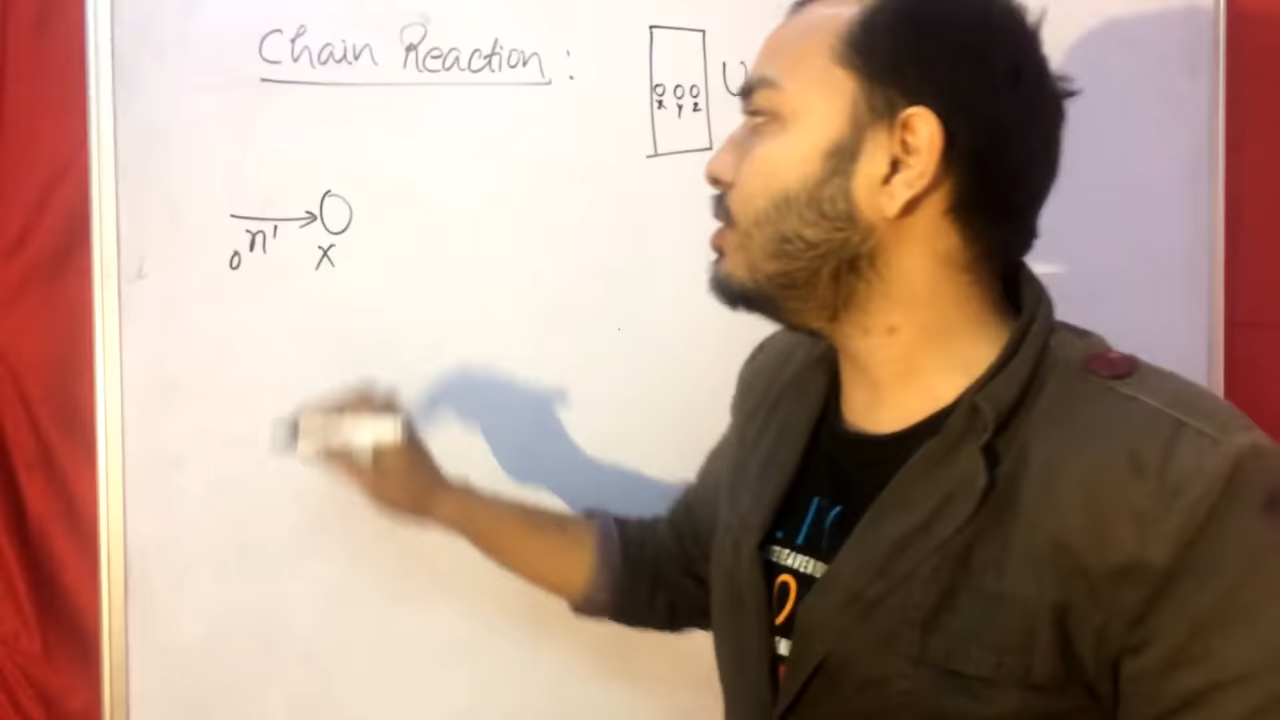 Chain Reaction :
x y z
U
₀n¹
X